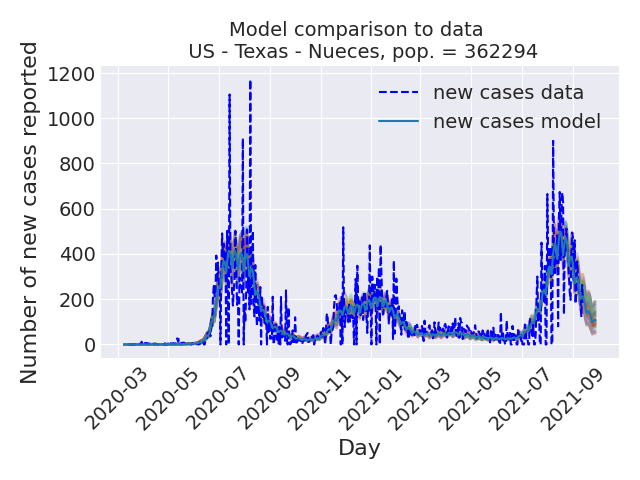 Model comparison to data
US - Texas - Nueces, pop. = 362294
Number of new cases reported
1200
1000
800
600
400
200
0
new cases data
new cases model
2020-03
2020-05
2020-07
2020-09
2020-11
2021-01
2021-03
2021-05
2021-07
2021-09
Day